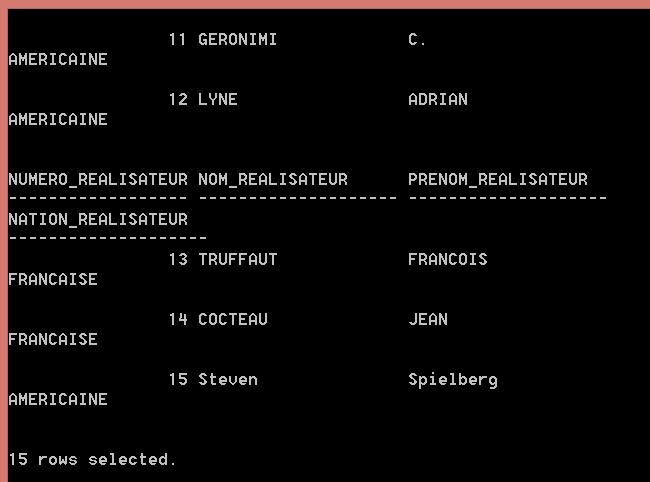 11 GERONIMI C.
AMERICAINE
12 LYNE ADRIAN
AMERICAINE
NUMERO_REALISATEUR NOM_REALISATEUR PRENOM_REALISATEUR
------------------ -------------------- --------------------
NATION_REALISATEUR
--------------------
13 TRUFFAUT FRANCOIS
FRANCAISE
14 COCTEAU JEAN
FRANCAISE
15 Steven Spielberg
AMERICAINE
15 rows selected.